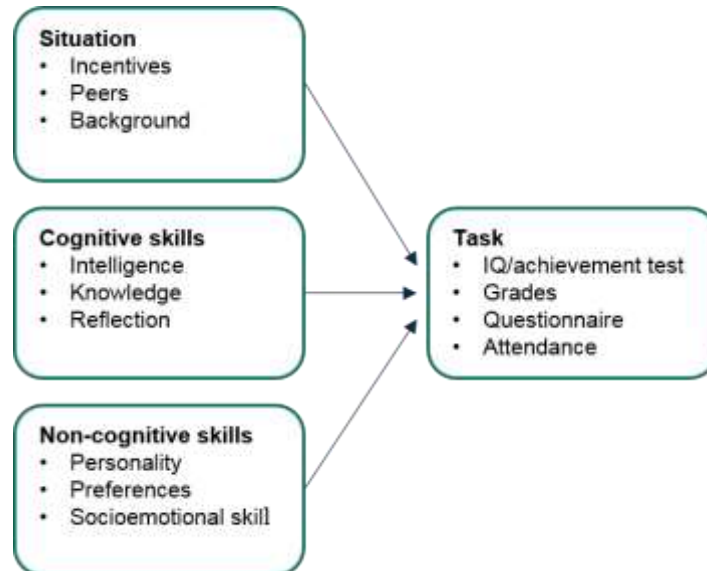 Situation
• Incentives
• Peers
• Background
Cognitive skills
• Intelligence
• Knowledge
• Reflection
Non-cognitive skills
• Personality
• Preferences
• Socioemotional skill
Task
• IQ/achievement test
• Grades
• Questionnaire
• Attendance